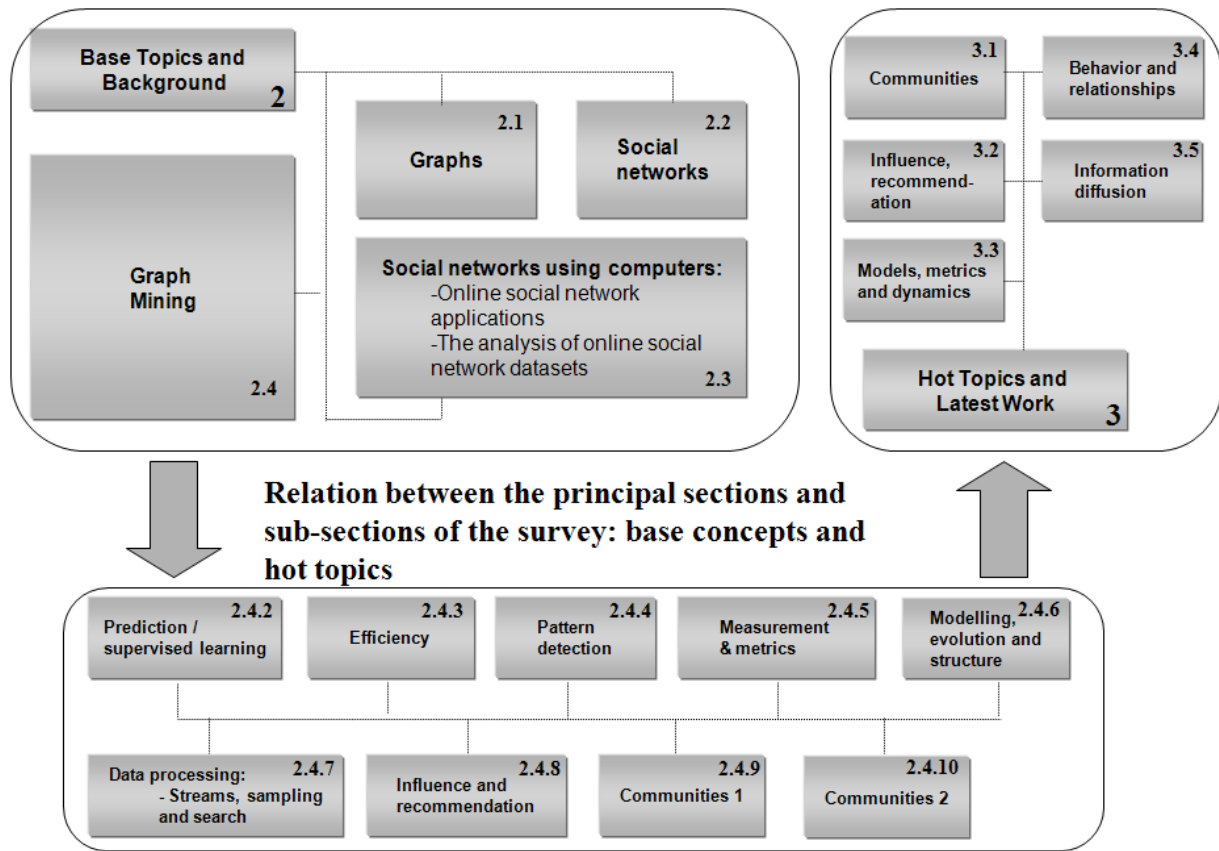 Base Topics and
Background
2
2.1
Graphs
2.2
Social
networks
Graph
Mining
2.4
Social networks using computers:
-Online social network
applications
-The analysis of online social
network datasets
2.3
3.1
Communities
3.4
Behavior and
relationships
3.2
Influence,
recommend-
ation
3.5
Information
diffusion
3.3
Models, metrics
and dynamics
Hot Topics and
Latest Work
3
Relation between the principal sections and
sub-sections of the survey: base concepts and
hot topics
2.4.2
Prediction /
supervised learning
2.4.3
Efficiency
2.4.4
Pattern
detection
2.4.5
Measurement
& metrics
2.4.6
Modelling,
evolution and
structure
2.4.7
Data processing:
- Streams, sampling
and search
2.4.8
Influence and
recommendation
2.4.9
Communities 1
2.4.10
Communities 2